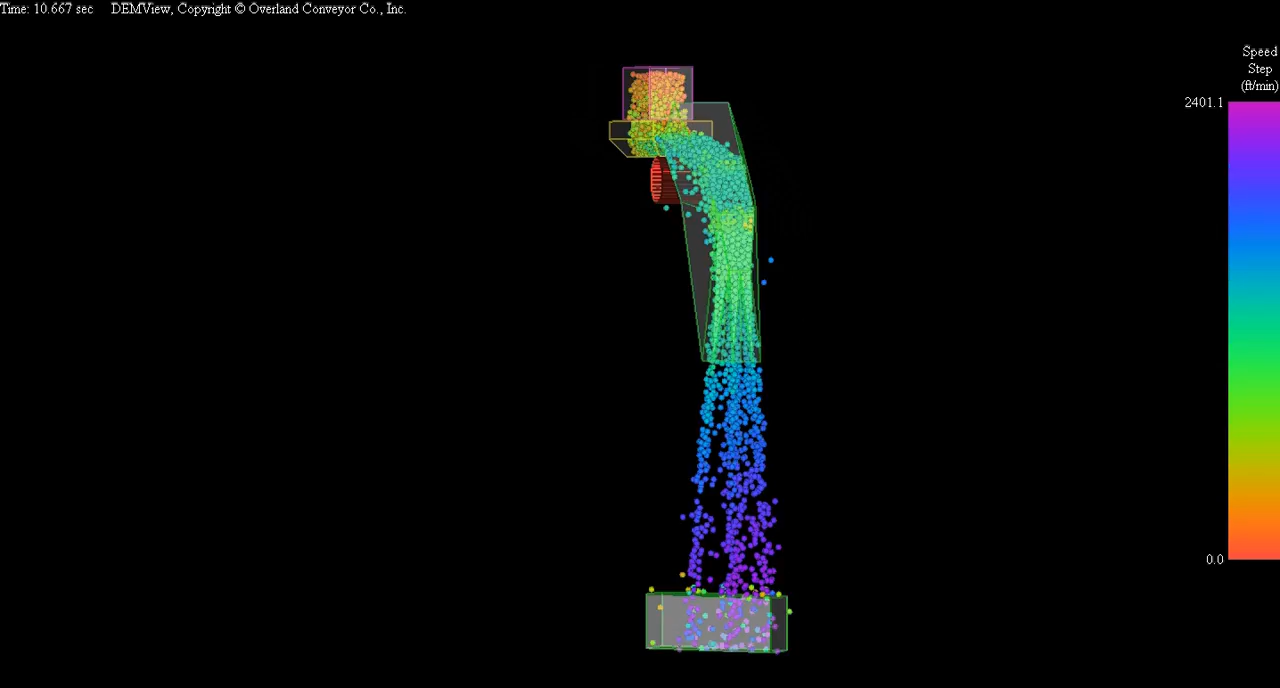 Time: 10.667 sec DEMView, Copyright © Overland Conveyor Co., Inc.
Speed
Step
(ft/min)
2401.1
0.0